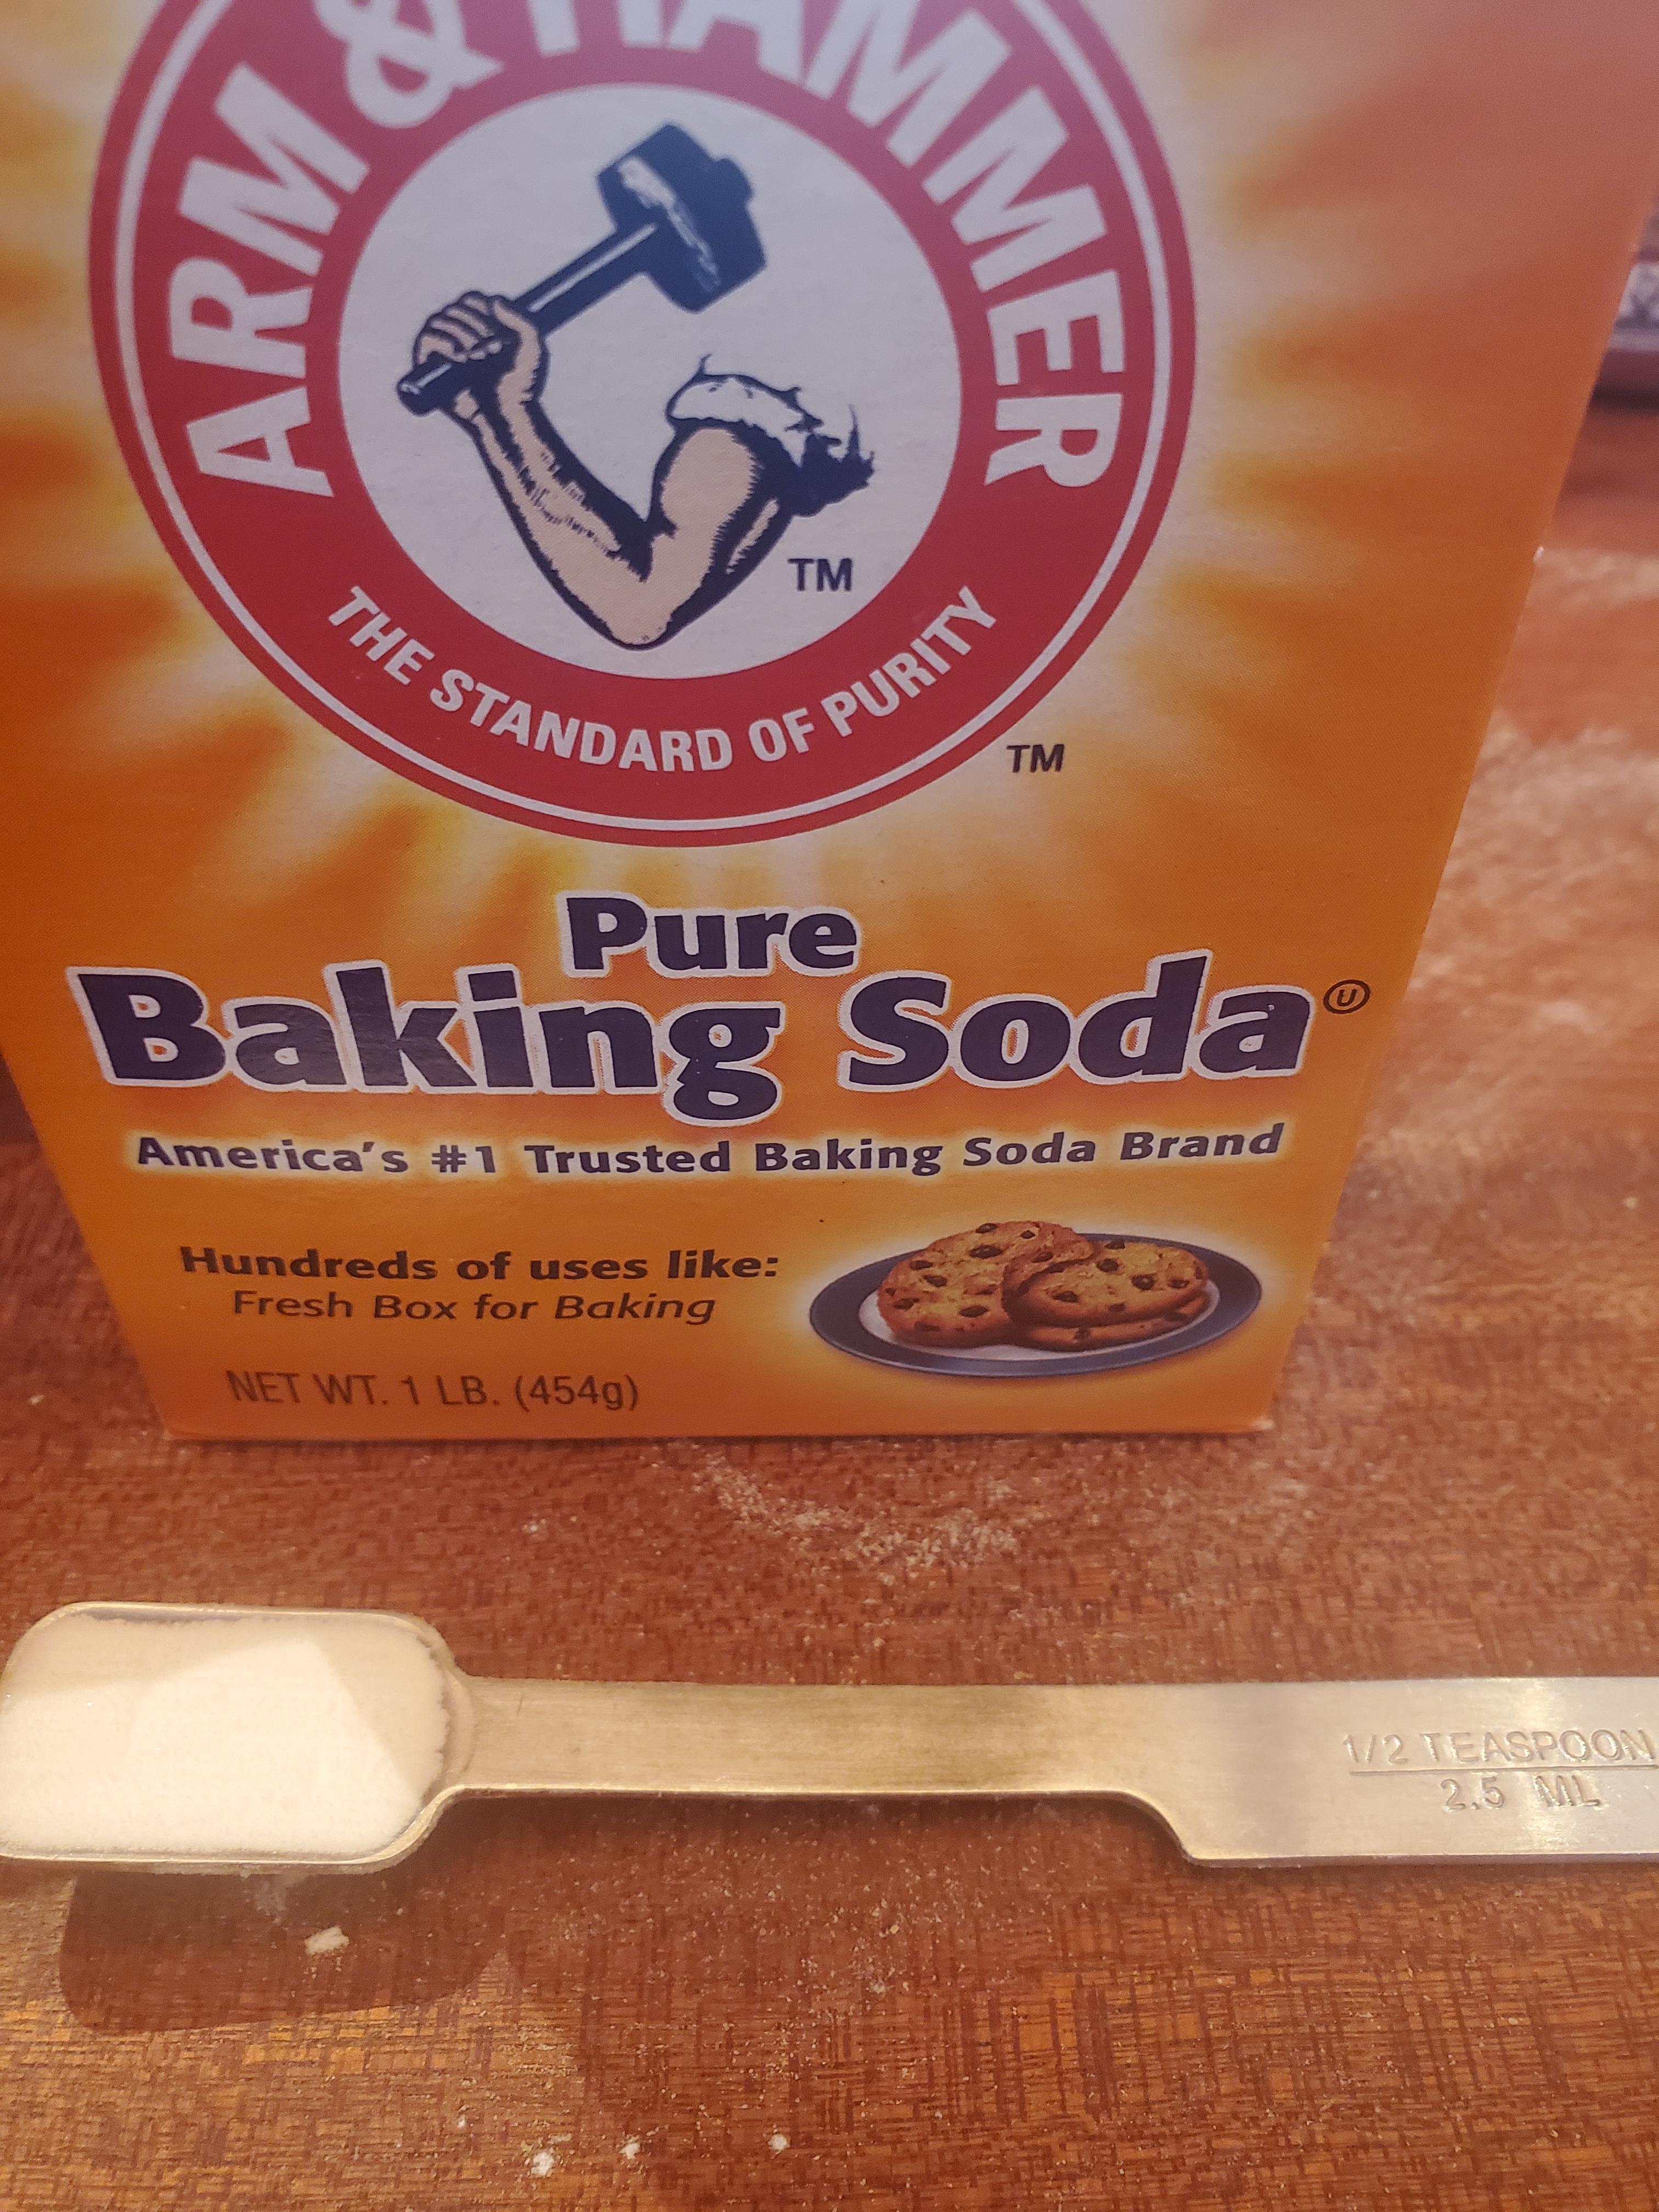 ARM & HAMMER
TM
THE STANDARD OF PURITY
TM
Pure
Baking Soda Ⓤ
America's #1 Trusted Baking Soda Brand
Hundreds of uses like:
Fresh Box for Baking
NET WT. 1 LB. (454g)
1/2 TEASPOON
2.5 ML